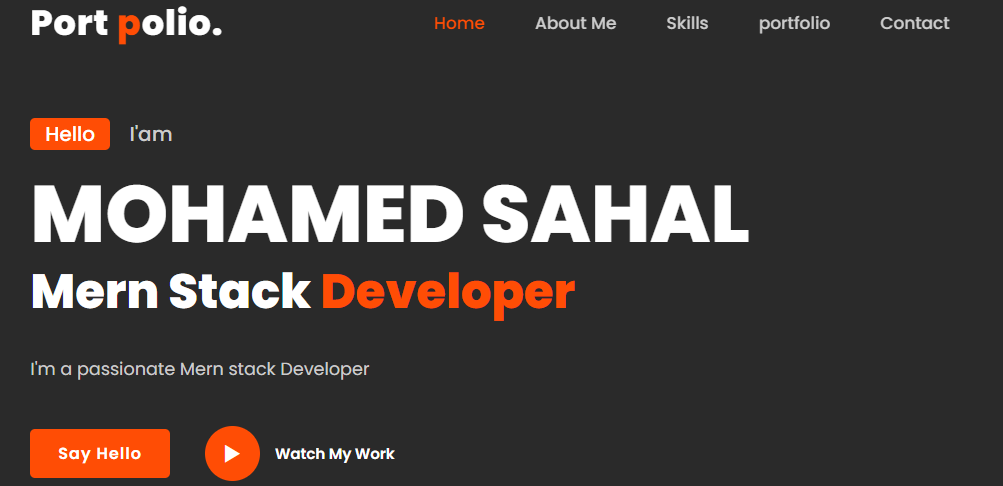 Port polio. Home About Me Skills portfolio Contact
Hello I'am
MOHAMED SAHAL
Mern Stack Developer
I'm a passionate Mern stack Developer
Say Hello Watch My Work